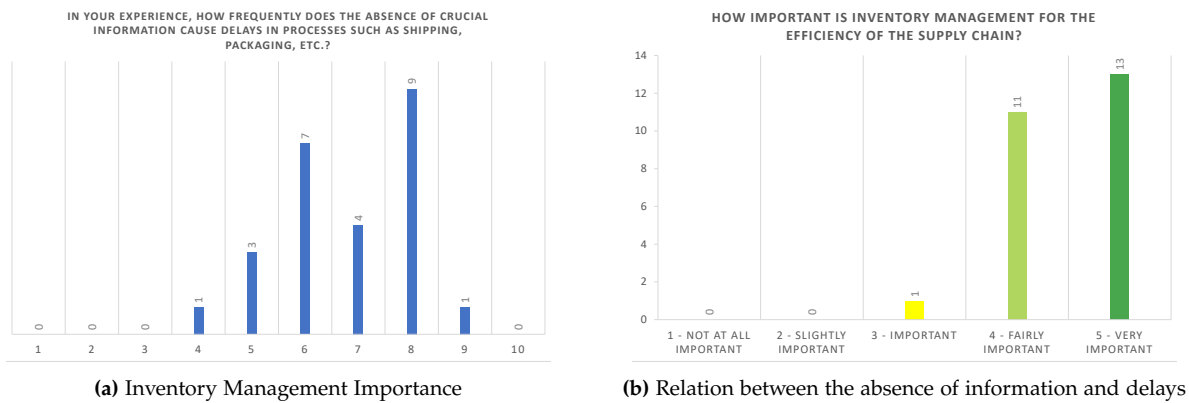 IN YOUR EXPERIENCE, HOW FREQUENTLY DOES THE ABSENCE OF CRUCIAL
INFORMATION CAUSE DELAYS IN PROCESSES SUCH AS SHIPPING,
PACKAGING, ETC.?
0 0 0 1 3 7 4 9 1 0
1 2 3 4 5 6 7 8 9 10
(a) Inventory Management Importance
HOW IMPORTANT IS INVENTORY MANAGEMENT FOR THE
EFFICIENCY OF THE SUPPLY CHAIN?
14
12
10
8
6
4
2
0
0 0 1 11 13
1 - NOT AT ALL 2 - SLIGHTLY 3 - IMPORTANT 4 - FAIRLY 5 - VERY
IMPORTANT IMPORTANT IMPORTANT IMPORTANT
(b) Relation between the absence of information and delays